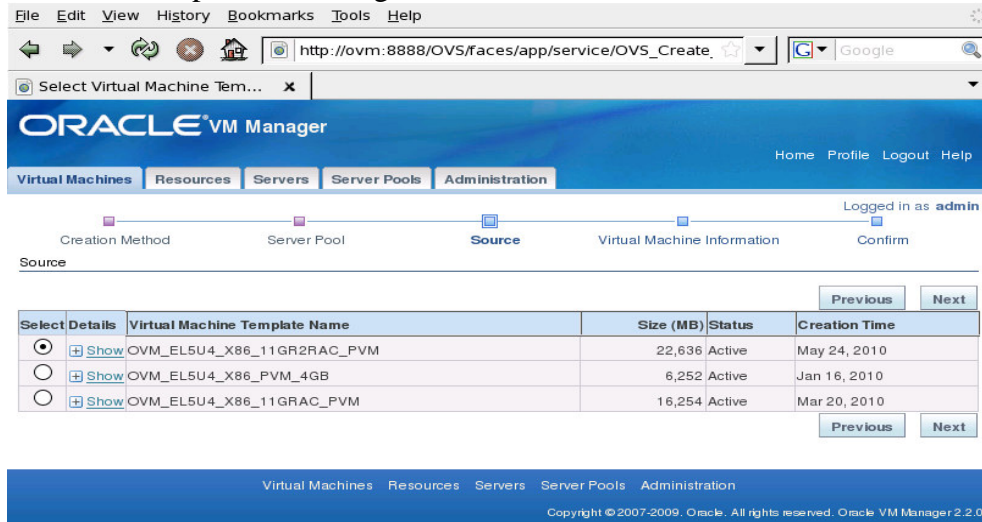 File Edit View History Bookmarks Tools Help
http://ovm:8888/OVS/faces/app/service/OVS_Create_
G Google
Select Virtual Machine Tem...
ORACLE VM Manager
Home Profile Logout Help
Virtual Machines Resources Servers Server Pools Administration
Logged in as admin
Creation Method Server Pool Source Virtual Machine Information Confirm
Source
Previous Next
Select Details Virtual Machine Template Name Size (MB) Status Creation Time
Show OVM_EL5U4_X86_11GR2RAC_PVM 22,636 Active May 24, 2010
Show OVM_EL5U4_X86_PVM_4GB 6,252 Active Jan 16, 2010
Show OVM_EL5U4_X86_11GRAC_PVM 16,254 Active Mar 20, 2010
Previous Next
Virtual Machines Resources Servers Server Pools Administration
Copyright © 2007-2009. Oracle. All rights reserved. Oracle VM Manager 2.2.0